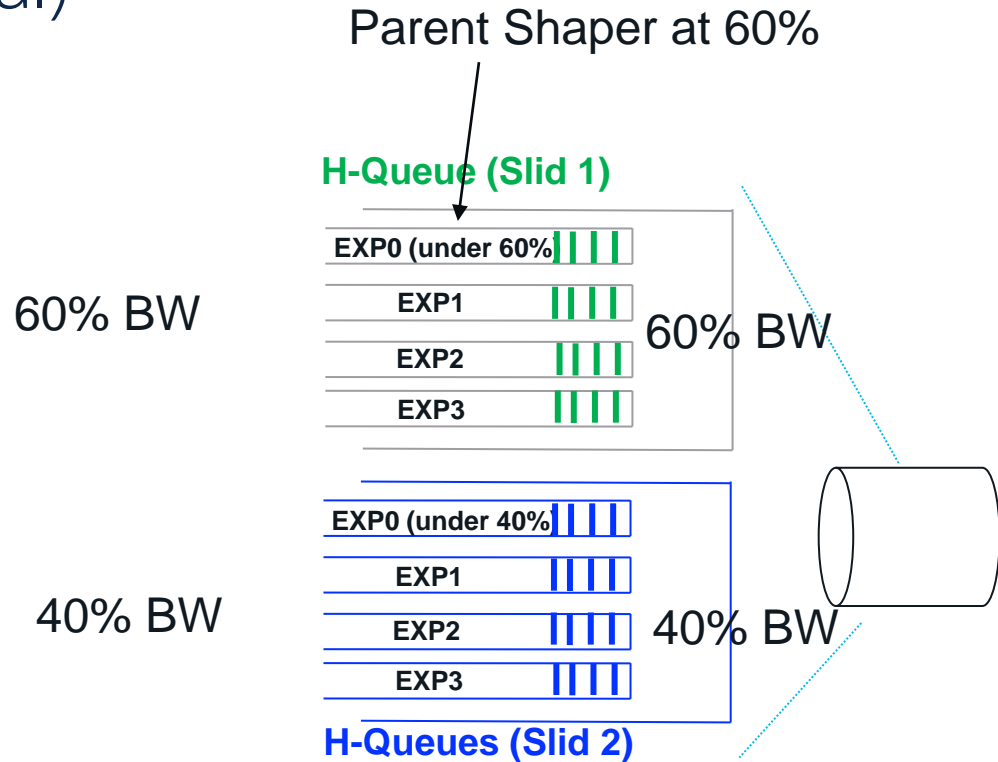 Parent Shaper at 60%
H-Queue (Slid 1)
EXP0 (under 60%)
EXP1
EXP2
EXP3
60% BW
60% BW
EXP0 (under 40%)
EXP1
EXP2
EXP3
40% BW
40% BW
H-Queues (Slid 2)